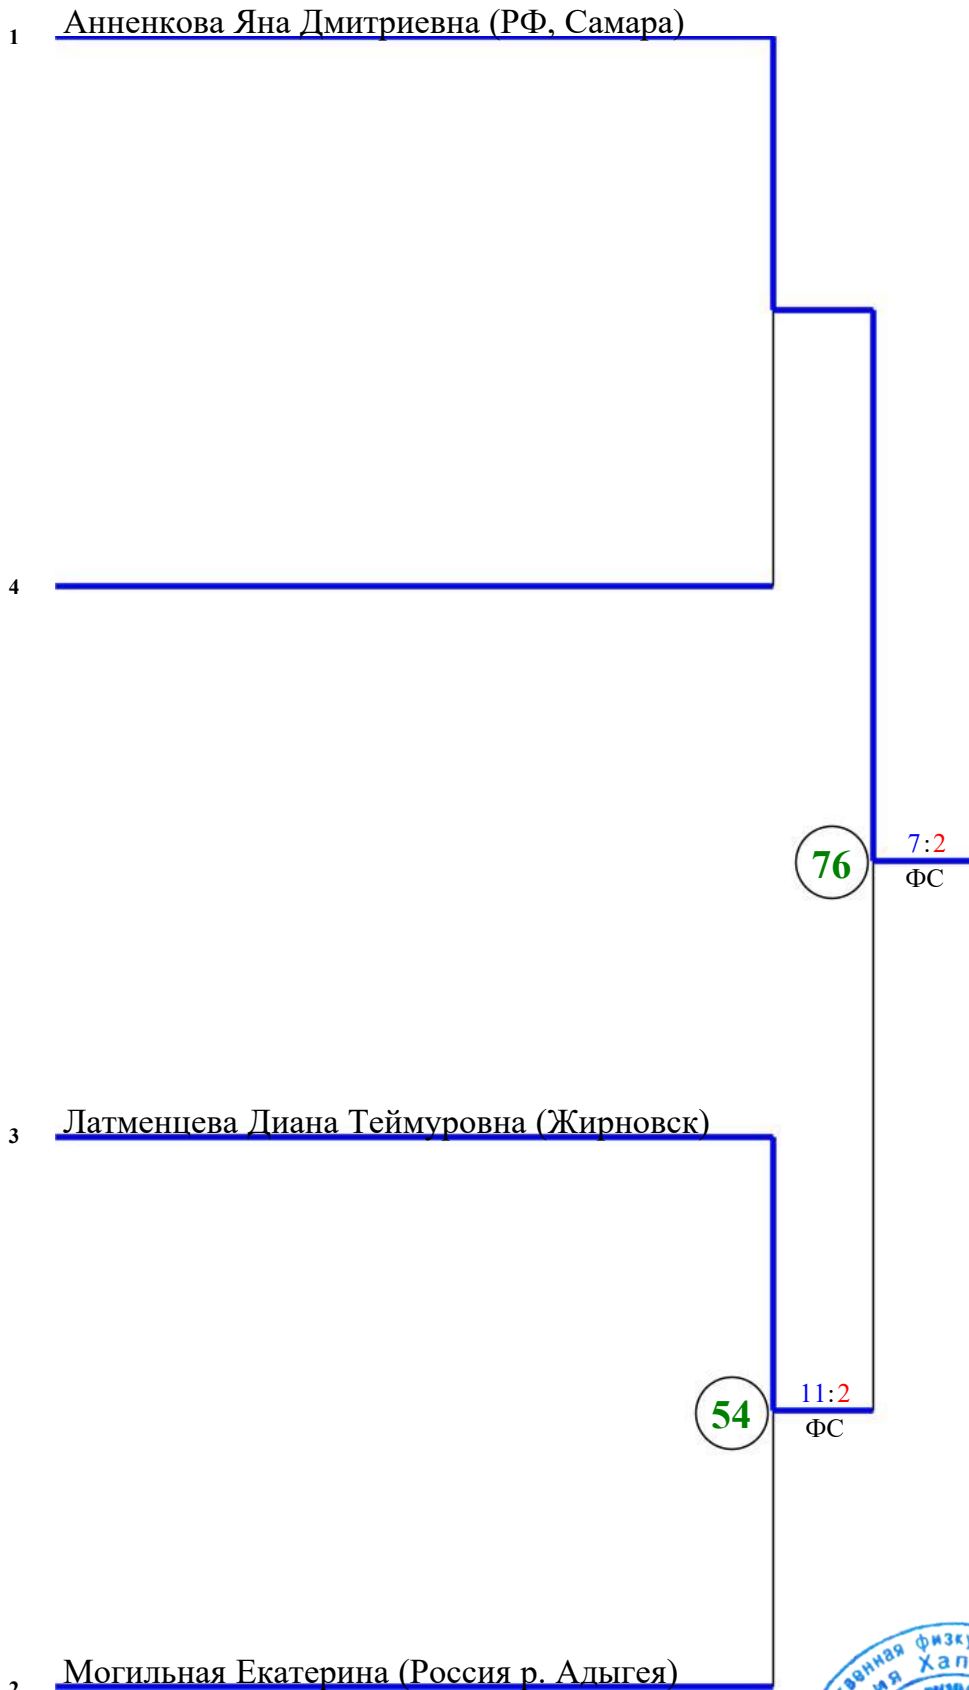 1 Анненкова Яна Дмитриевна (РФ, Самара)
4
76 7:2
ФС
3 Латменцева Диана Теймуровна (Жирновск)
11:2
54
ФС
2 Могильная Екатерина (Россия р. Адыгея)